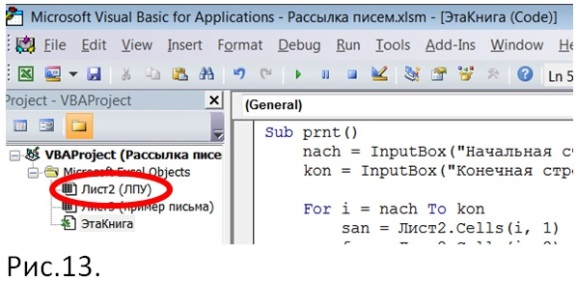 Microsoft Visual Basic for Applications - Рассылка писем.xlsm - [ЭтаКнига (Code)]
File Edit View Insert Format Debug Run Tools Add-Ins Window
Ln 5
Project - VBAProject
(General)
VBAProject (Рассылка писе
Microsoft Excel Objects
Лист2 (ЛПУ)
Лист3 (пример письма)
ЭтаКнига
Sub prnt()
nach = InputBox("Начальная с
kon = InputBox("Конечная стро
For i = nach To kon
san = Лист2.Cells(i, 1)
Рис.13.